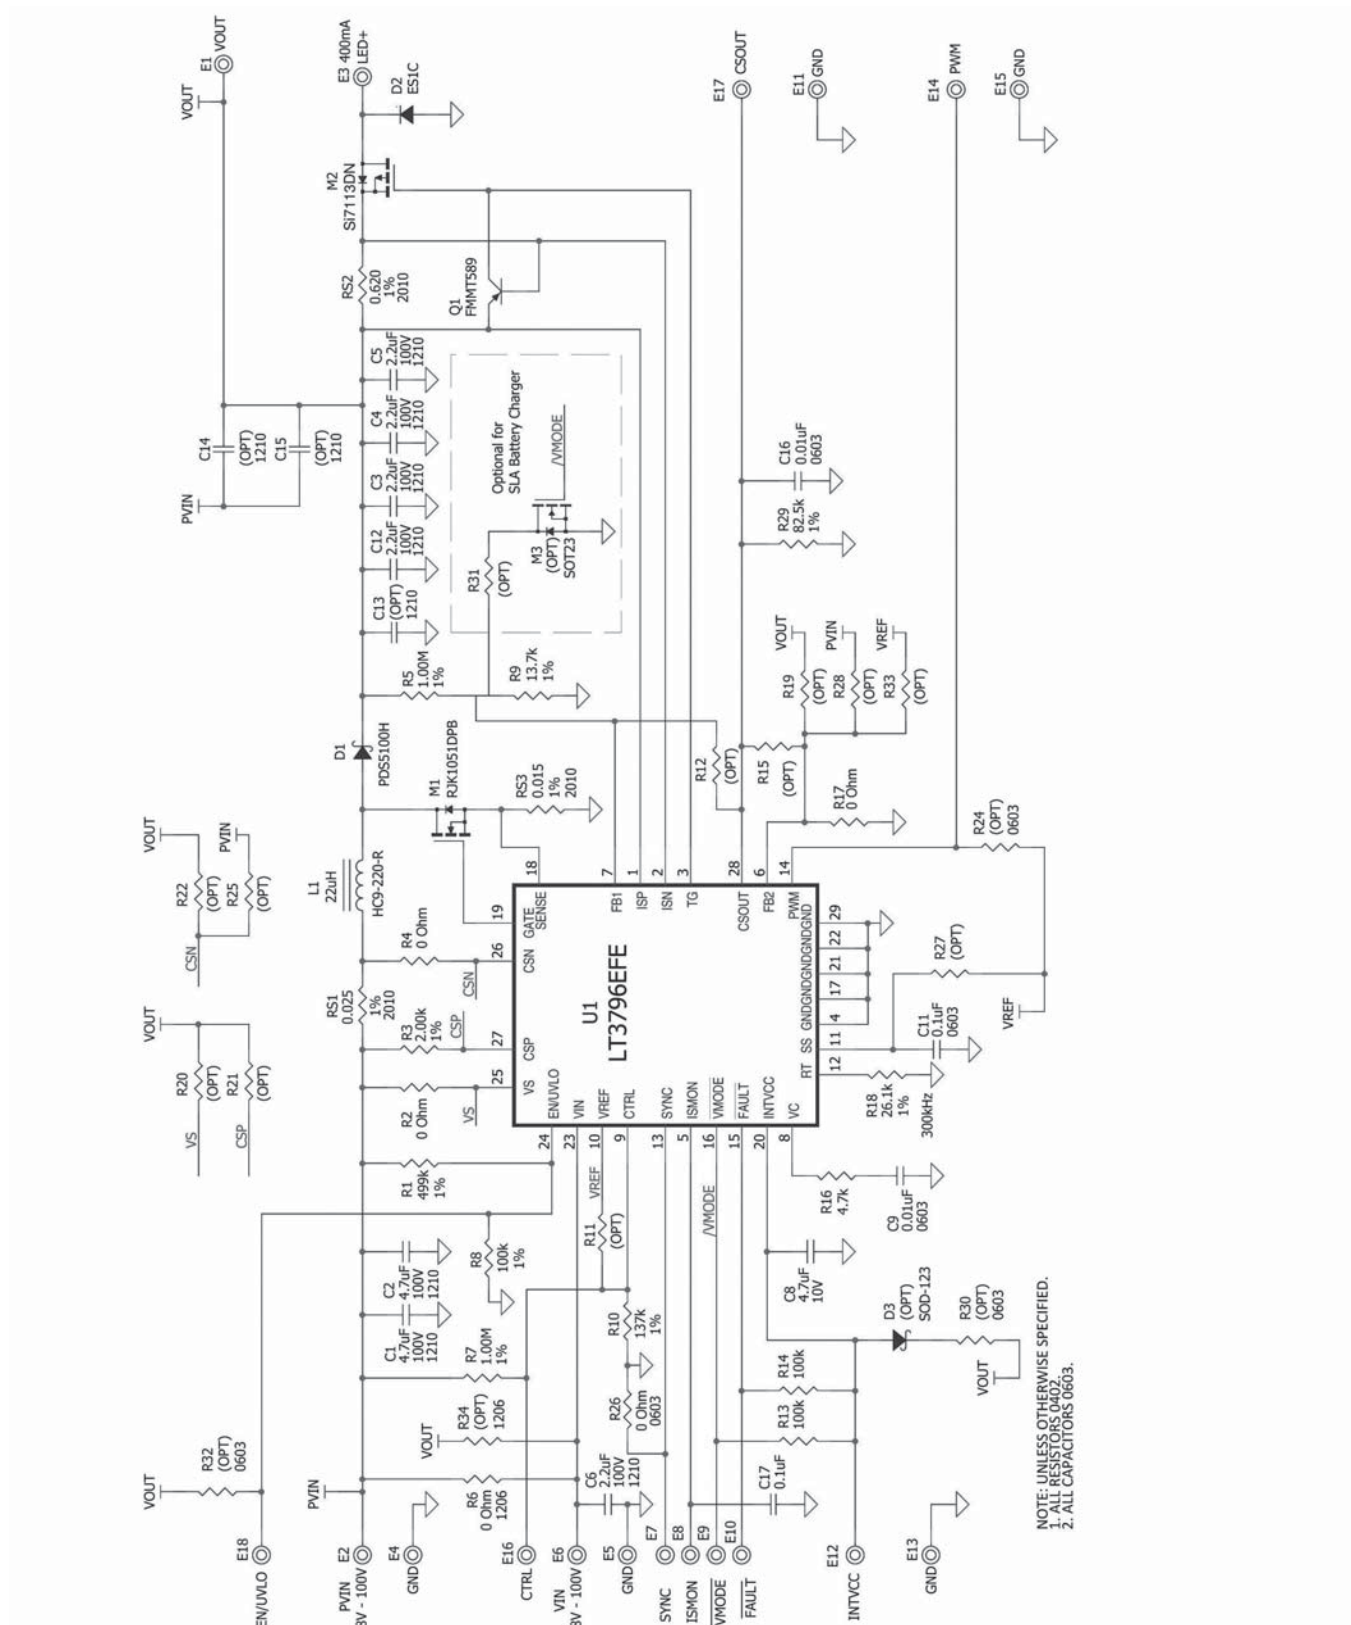 VOUT
E1 VOUT
E3 400mA
LED+
D2
ES1C
M2
Si7113DN
RS2
0.620
1%
2010
Q1
FMMT589
C14
(OPT)
1210
C15
(OPT)
1210
PVIN
C5
2.2uF
100V
1210
C4
2.2uF
100V
1210
C3
2.2uF
100V
1210
C12
2.2uF
100V
1210
C13
(OPT)
1210
Optional for
SLA Battery Charger
/VMODE
M3
(OPT)
SOT23
R31
(OPT)
R5
1.00M
1%
R9
13.7k
1%
D1
PDS5100H
M1
RJK1051DPB
RS3
0.015
1%
2010
L1
22uH
HC9-220-R
VOUT
PVIN
R22
(OPT)
R25
(OPT)
CSN
VOUT
R20
(OPT)
R21
(OPT)
VS
CSP
RS1
0.025
1%
2010
R4
0 Ohm
CSN
R3
2.00k
1%
CSP
R2
0 Ohm
VS
R1
499k
1%
R8
100k
1%
C2
4.7uF
100V
1210
C1
4.7uF
100V
1210
R7
1.00M
1%
R34
(OPT)
1206
VOUT
R6
0 Ohm
1206
VOUT
R32
(OPT)
0603
PVIN
E18
EN/UVLO
E2
PVIN
8V - 100V
E4
GND
E16
CTRL
E6
VIN
8V - 100V
E5
GND
E7
SYNC
E8
ISMON
E9
VMODE
E10
FAULT
E12
INTVCC
E13
GND
C6
2.2uF
100V
1210
R26
0 Ohm
0603
R10
137k
1%
R11
(OPT)
VREF
/VMODE
C17
0.1uF
R13
100k
R14
100k
C8
4.7uF
10V
D3
(OPT)
SOD-123
R30
(OPT)
0603
VOUT
R16
4.7k
C9
0.01uF
0603
U1
LT3796EFE
18
SENSE
19
GATE
26
CSN
27
CSP
25
VS
24
EN/UVLO
23
VIN
10
VREF
9
CTRL
13
SYNC
5
ISMON
16
VMODE
15
FAULT
20
INTVCC
8
VC
7
FB1
1
ISP
2
ISN
3
TG
28
CSOUT
6
FB2
14
PWM
29
GND
22
GND
21
GND
17
GND
4
GND
11
SS
12
RT
R18
26.1k
1%
300kHz
C11
0.1uF
0603
R27
(OPT)
VREF
R24
(OPT)
0603
R12
(OPT)
R15
(OPT)
R17
0 Ohm
R19
(OPT)
VOUT
R28
(OPT)
PVIN
R33
(OPT)
VREF
R29
82.5k
1%
C16
0.01uF
0603
E17
CSOUT
E11
GND
E14
PWM
E15
GND
NOTE: UNLESS OTHERWISE SPECIFIED.
1. ALL RESISTORS 0402.
2. ALL CAPACITORS 0603.